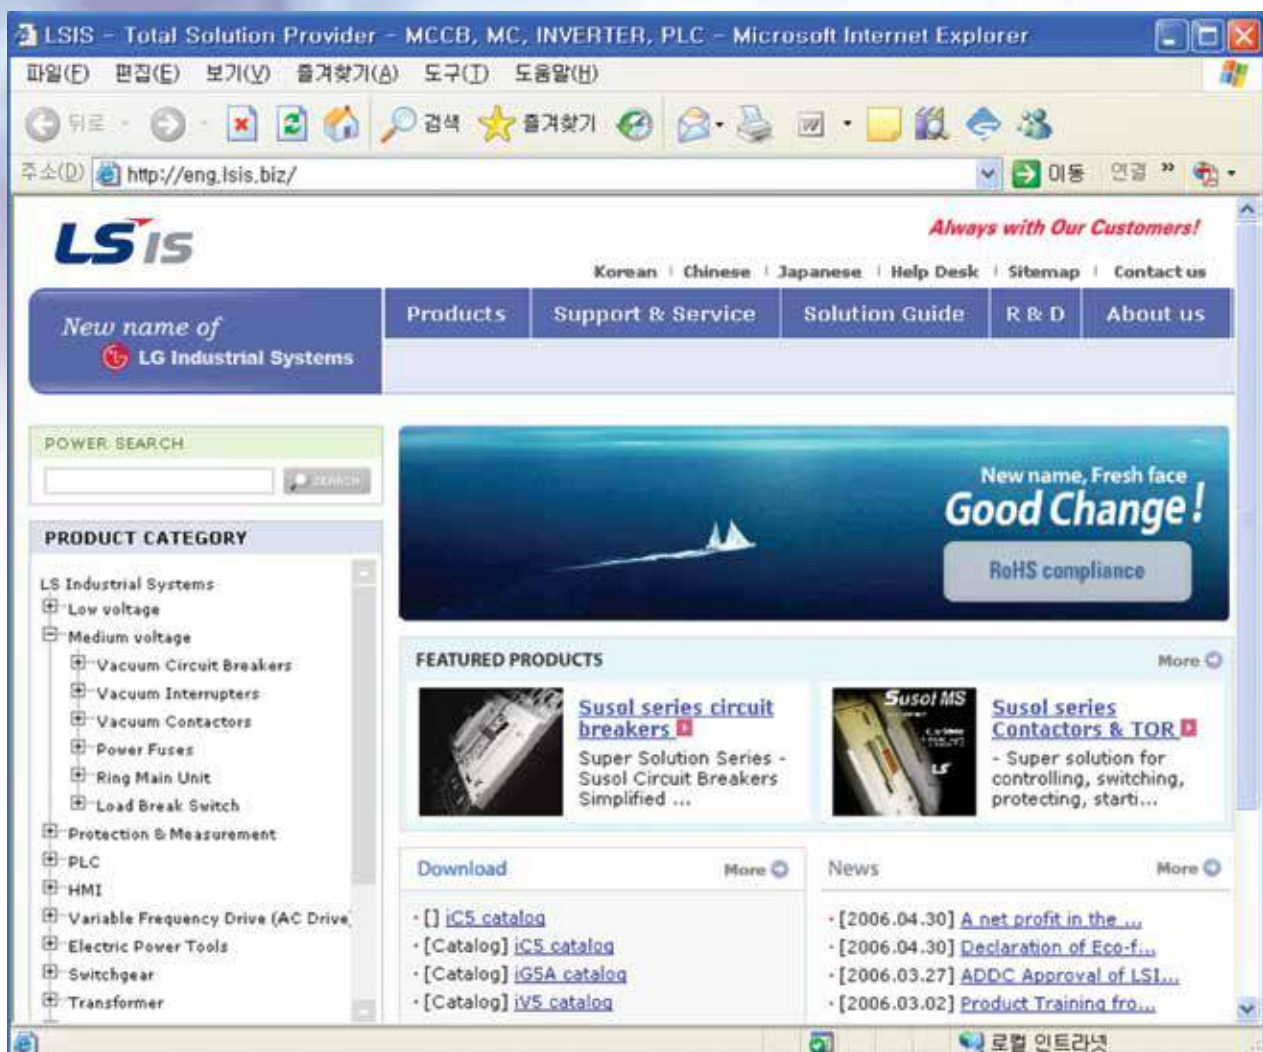 LSIS - Total Solution Provider - MCCB, MC, INVERTER, PLC - Microsoft Internet Explorer
파일(F) 편집(E) 보기(V) 즐겨찾기(A) 도구(T) 도움말(H)
뒤로 검색 즐겨찾기
주소(D) http://eng.lsis.biz/ 이동 연결 »
LSis
Always with Our Customers!
Korean | Chinese | Japanese | Help Desk | Sitemap | Contact us
New name of
LG Industrial Systems
Products Support & Service Solution Guide R & D About us
POWER SEARCH
SEARCH
PRODUCT CATEGORY
LS Industrial Systems
Low voltage
Medium voltage
Vacuum Circuit Breakers
Vacuum Interrupters
Vacuum Contactors
Power Fuses
Ring Main Unit
Load Break Switch
Protection & Measurement
PLC
HMI
Variable Frequency Drive (AC Drive)
Electric Power Tools
Switchgear
Transformer
New name, Fresh face
Good Change!
RoHS compliance
FEATURED PRODUCTS More
Susol series circuit
breakers
Super Solution Series -
Susol Circuit Breakers
Simplified ...
Susol MS
LS
Susol series
Contactors & TOR
- Super solution for
controlling, switching,
protecting, starti...
Download More
· [] iC5 catalog
· [Catalog] iC5 catalog
· [Catalog] iG5A catalog
· [Catalog] iV5 catalog
News More
· [2006.04.30] A net profit in the ...
· [2006.04.30] Declaration of Eco-f...
· [2006.03.27] ADDC Approval of LSI...
· [2006.03.02] Product Training fro...
로컬 인트라넷